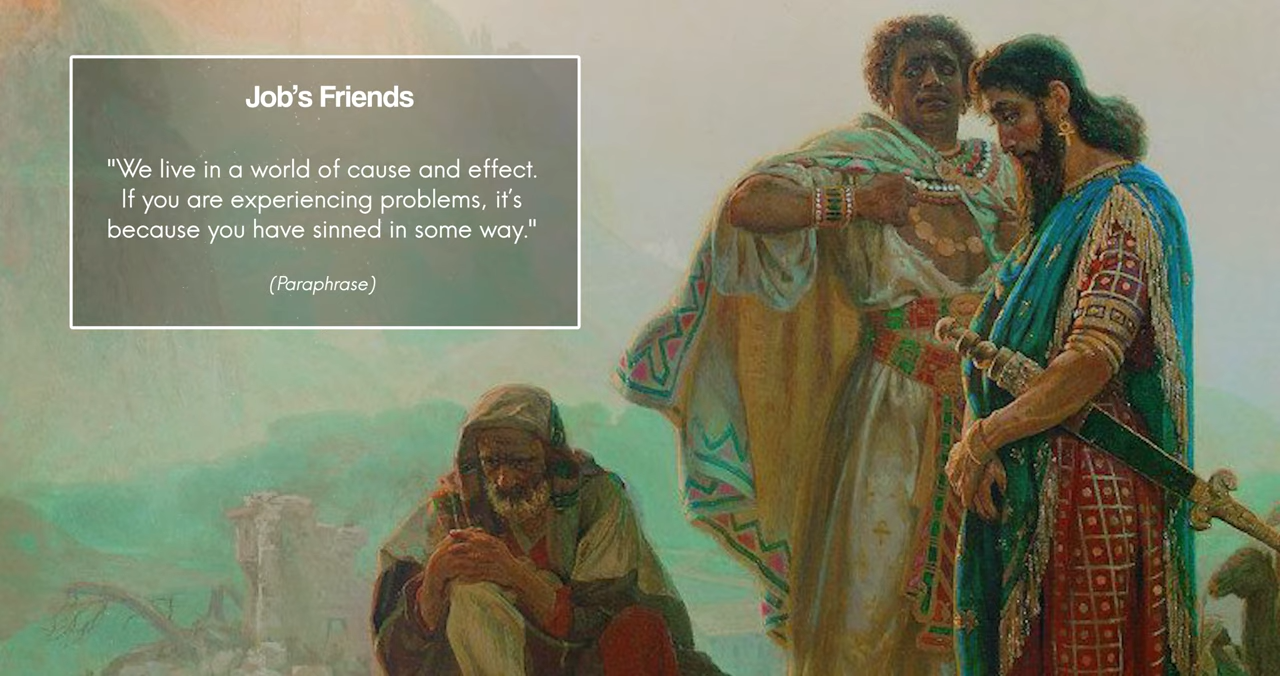 Job’s Friends
"We live in a world of cause and effect.
If you are experiencing problems, it’s
because you have sinned in some way."
(Paraphrase)